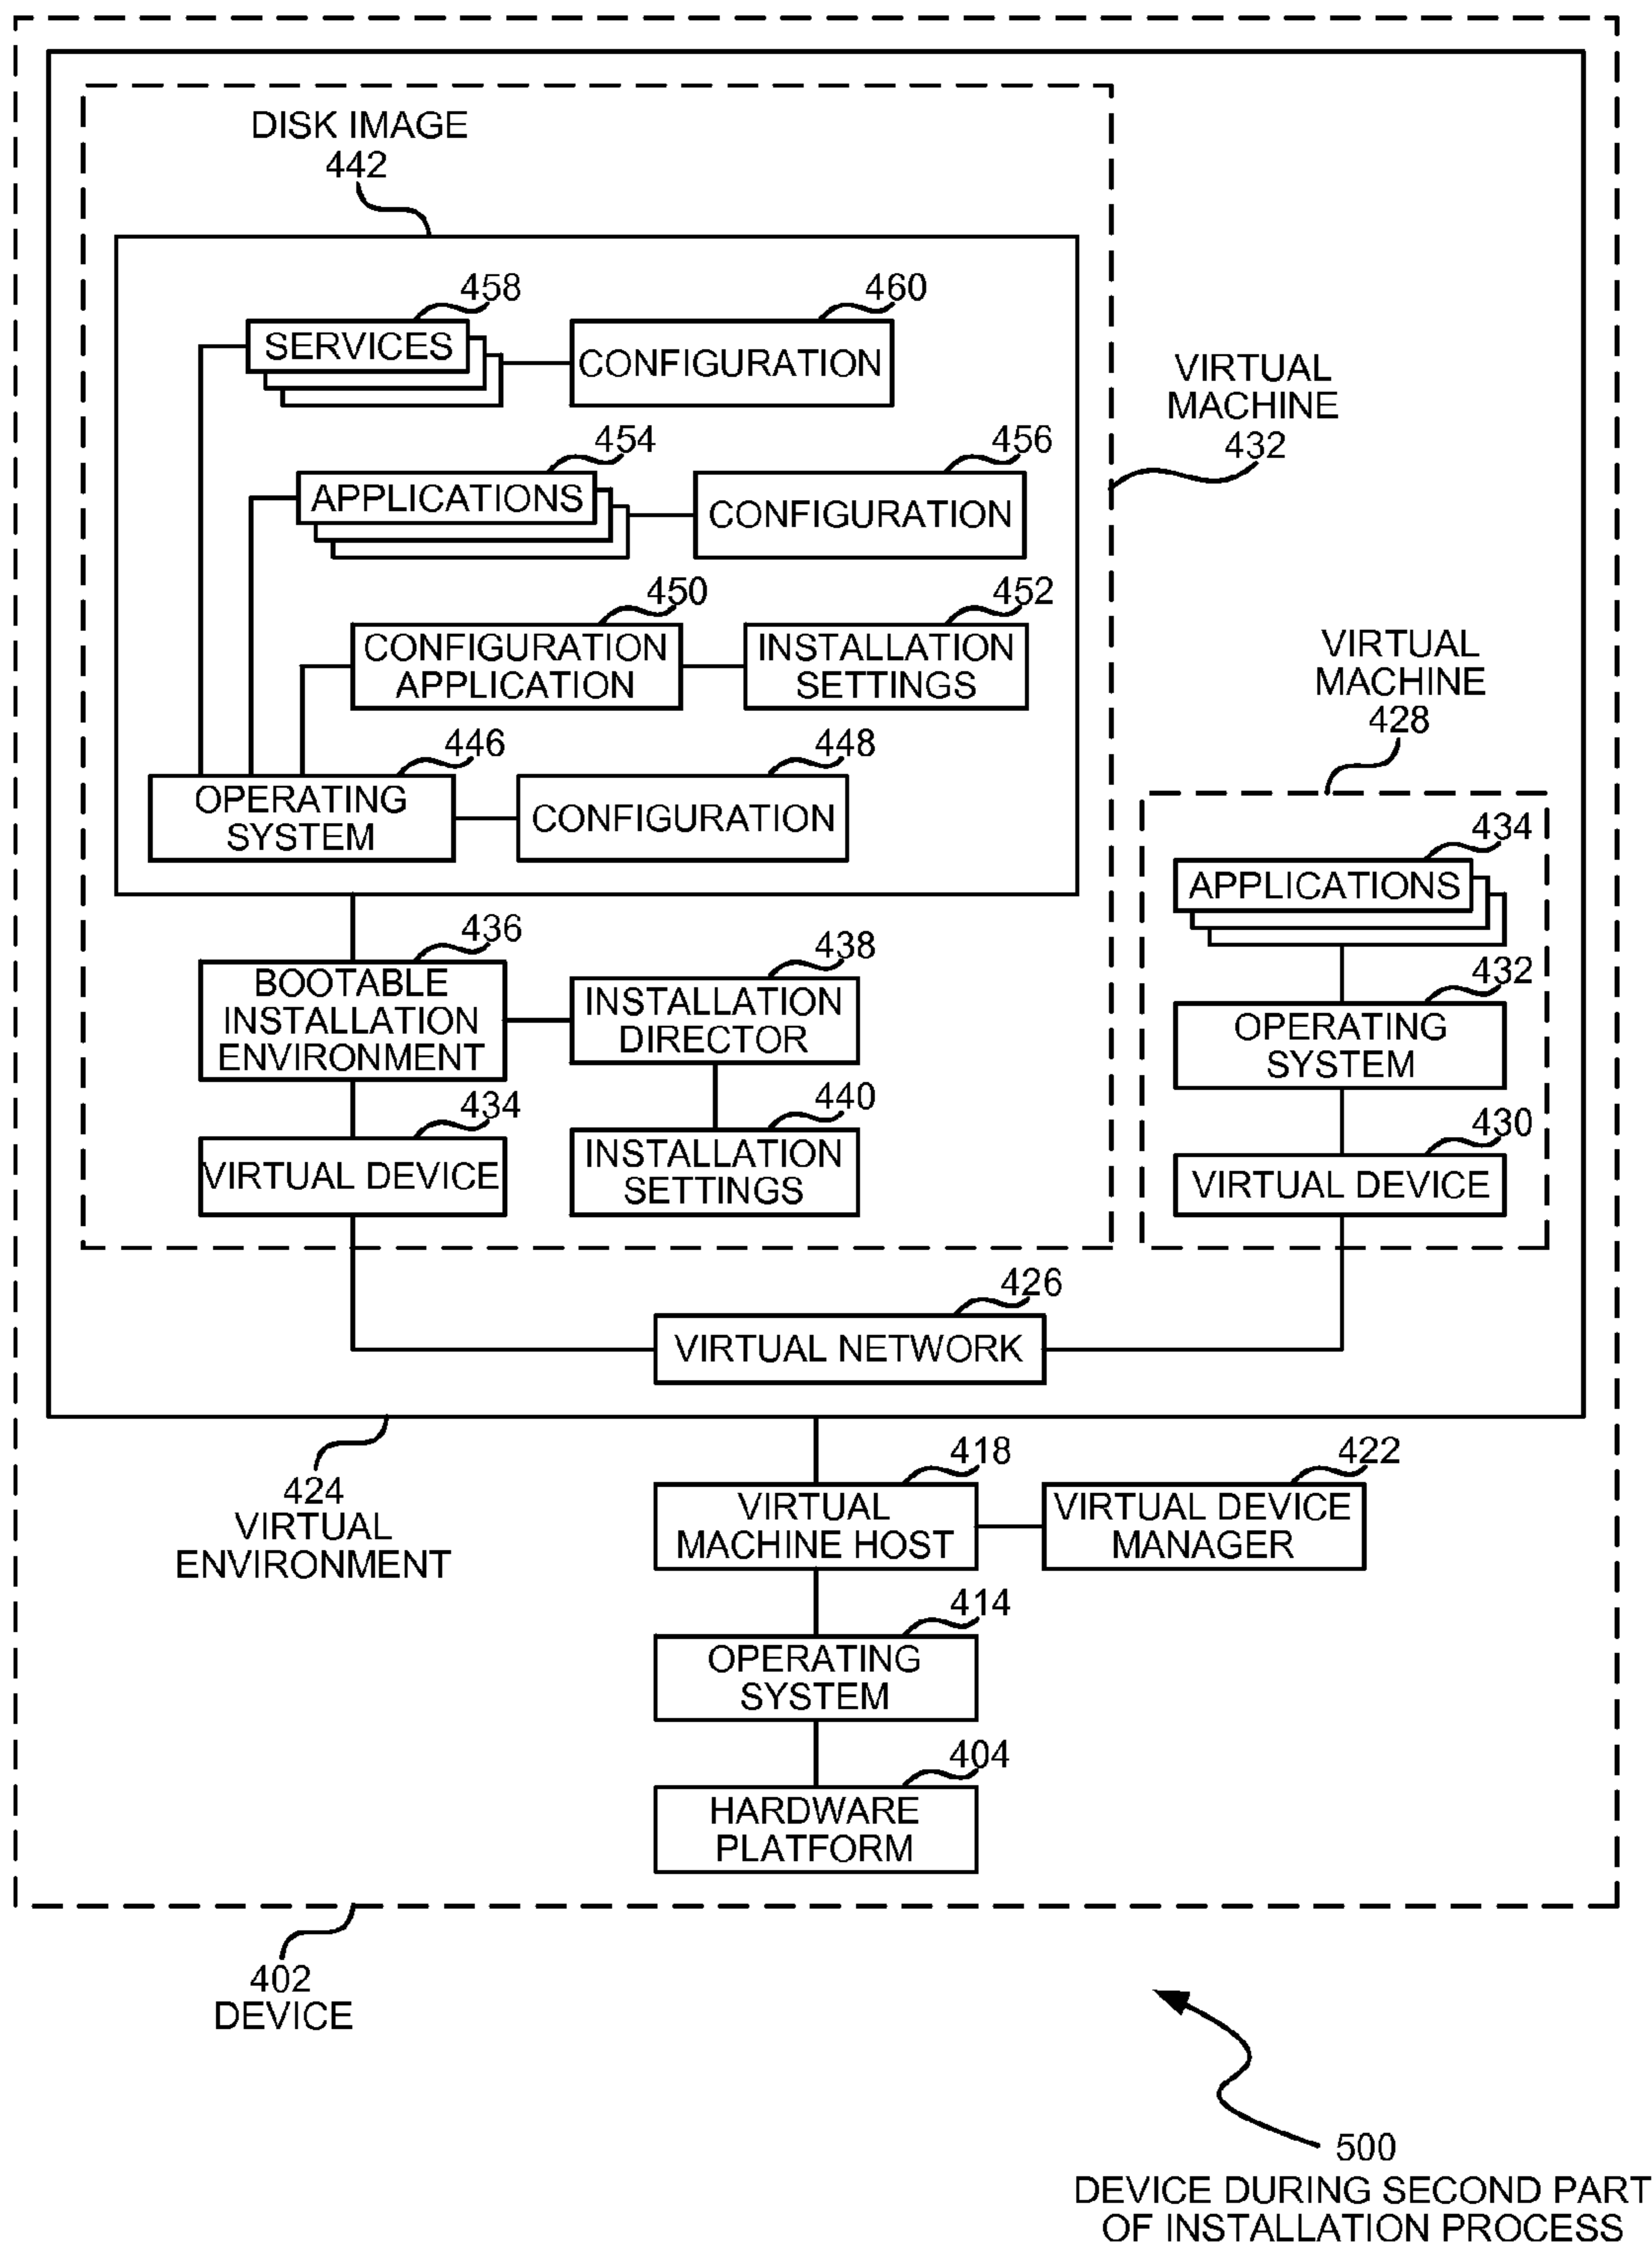 DISK IMAGE
442
458
SERVICES
460
CONFIGURATION
VIRTUAL
MACHINE
432
454
APPLICATIONS
456
CONFIGURATION
450
CONFIGURATION
APPLICATION
452
INSTALLATION
SETTINGS
VIRTUAL
MACHINE
428
446
OPERATING
SYSTEM
448
CONFIGURATION
434
APPLICATIONS
436
BOOTABLE
INSTALLATION
ENVIRONMENT
438
INSTALLATION
DIRECTOR
432
OPERATING
SYSTEM
434
VIRTUAL DEVICE
440
INSTALLATION
SETTINGS
430
VIRTUAL DEVICE
426
VIRTUAL NETWORK
424
VIRTUAL
ENVIRONMENT
418
VIRTUAL
MACHINE HOST
422
VIRTUAL DEVICE
MANAGER
414
OPERATING
SYSTEM
404
HARDWARE
PLATFORM
402
DEVICE
500
DEVICE DURING SECOND PART
OF INSTALLATION PROCESS